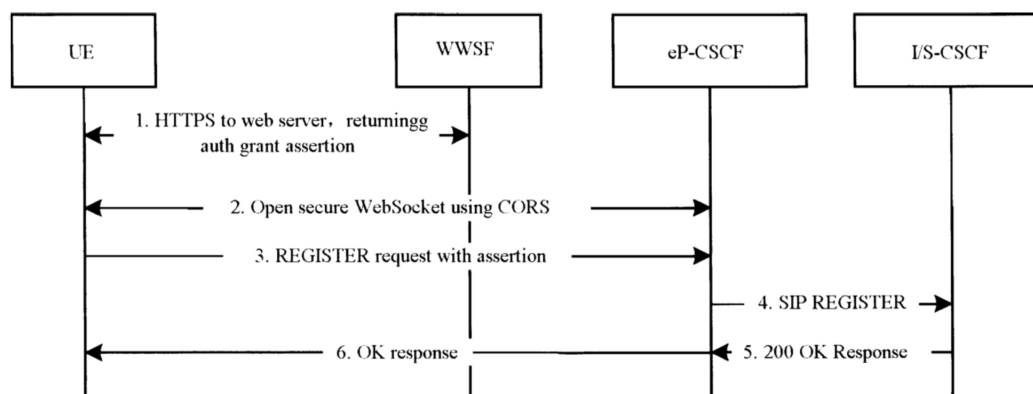 UE
WWSF
eP-CSCF
I/S-CSCF
1. HTTPS to web server，returningg
auth grant assertion
2. Open secure WebSocket using CORS
3. REGISTER request with assertion
4. SIP REGISTER
6. OK response
5. 200 OK Response